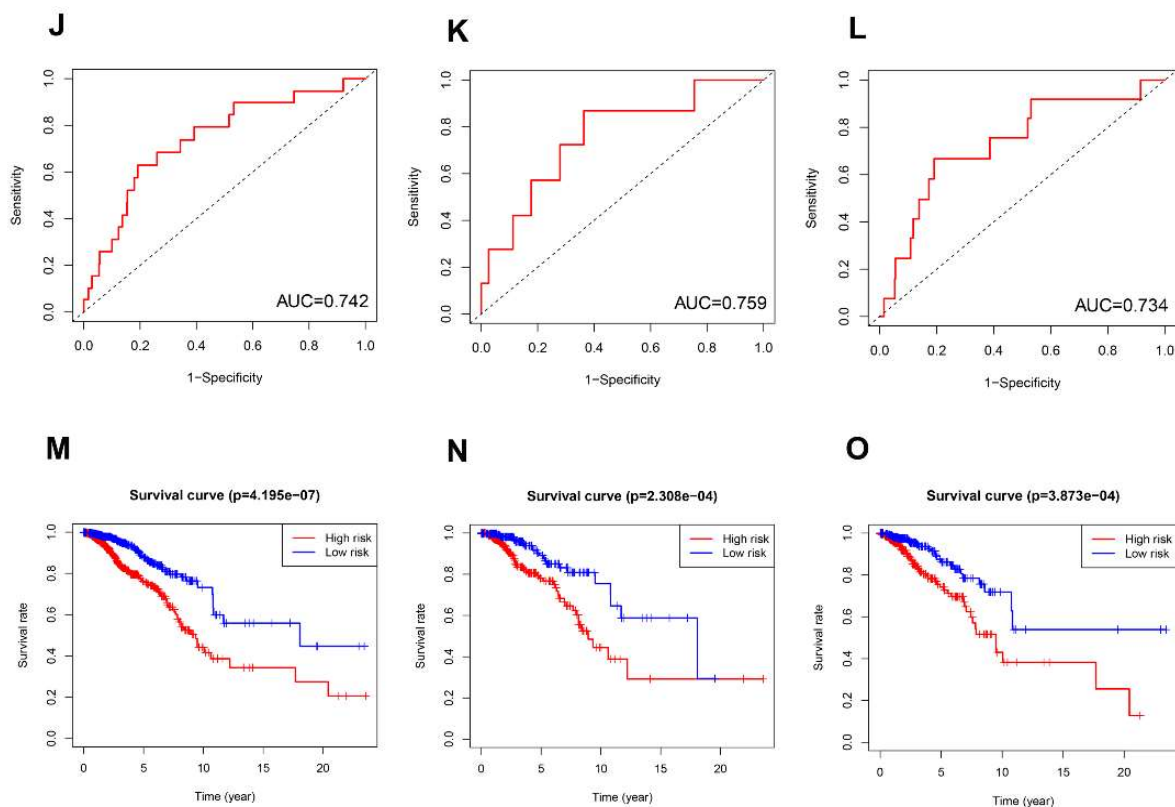 J
K
L
Sensitivity
1.0
0.8
0.6
0.4
0.2
0.0
AUC=0.742
0.0 0.2 0.4 0.6 0.8 1.0
1−Specificity
Sensitivity
1.0
0.8
0.6
0.4
0.2
0.0
AUC=0.759
0.0 0.2 0.4 0.6 0.8 1.0
1−Specificity
Sensitivity
1.0
0.8
0.6
0.4
0.2
0.0
AUC=0.734
0.0 0.2 0.4 0.6 0.8 1.0
1−Specificity
M
Survival curve (p=4.195e−07)
High risk
Low risk
Survival rate
1.0
0.8
0.6
0.4
0.2
0.0
0 5 10 15 20
Time (year)
N
Survival curve (p=2.308e−04)
High risk
Low risk
Survival rate
1.0
0.8
0.6
0.4
0.2
0.0
0 5 10 15 20
Time (year)
O
Survival curve (p=3.873e−04)
High risk
Low risk
Survival rate
1.0
0.8
0.6
0.4
0.2
0.0
0 5 10 15 20
Time (year)